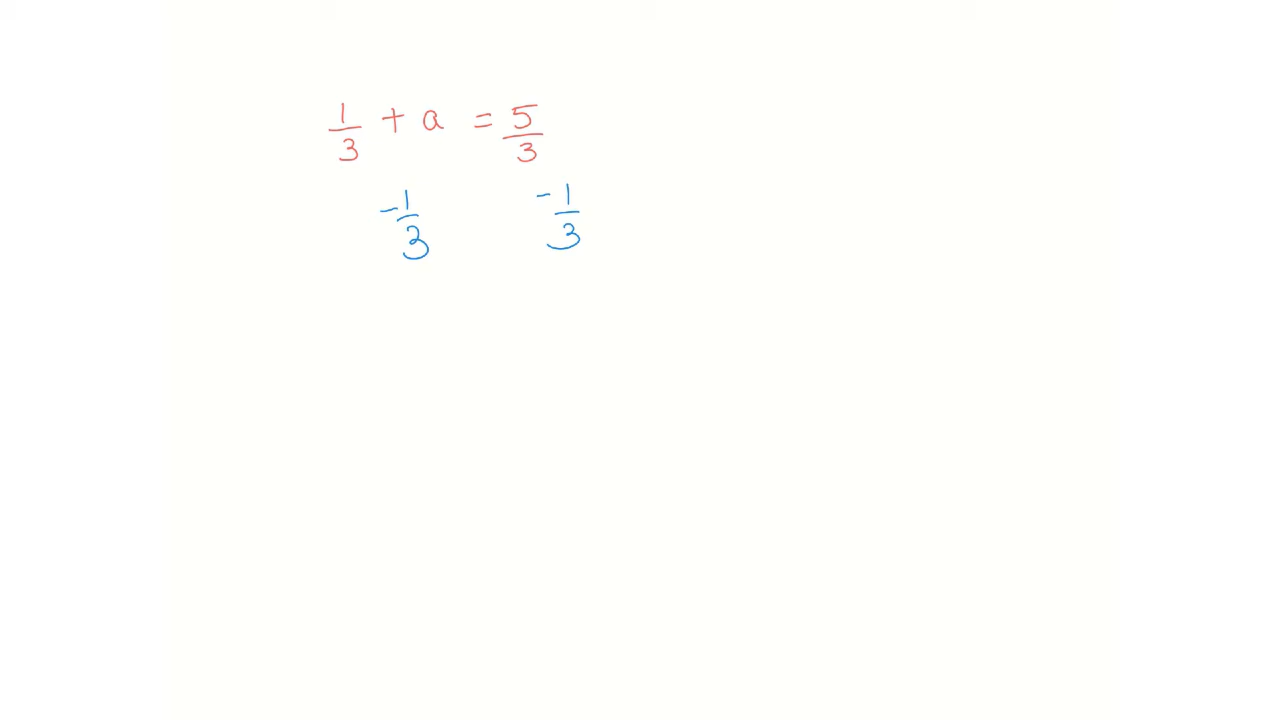 1/3 + a = 5/3
-1/3 -1/3